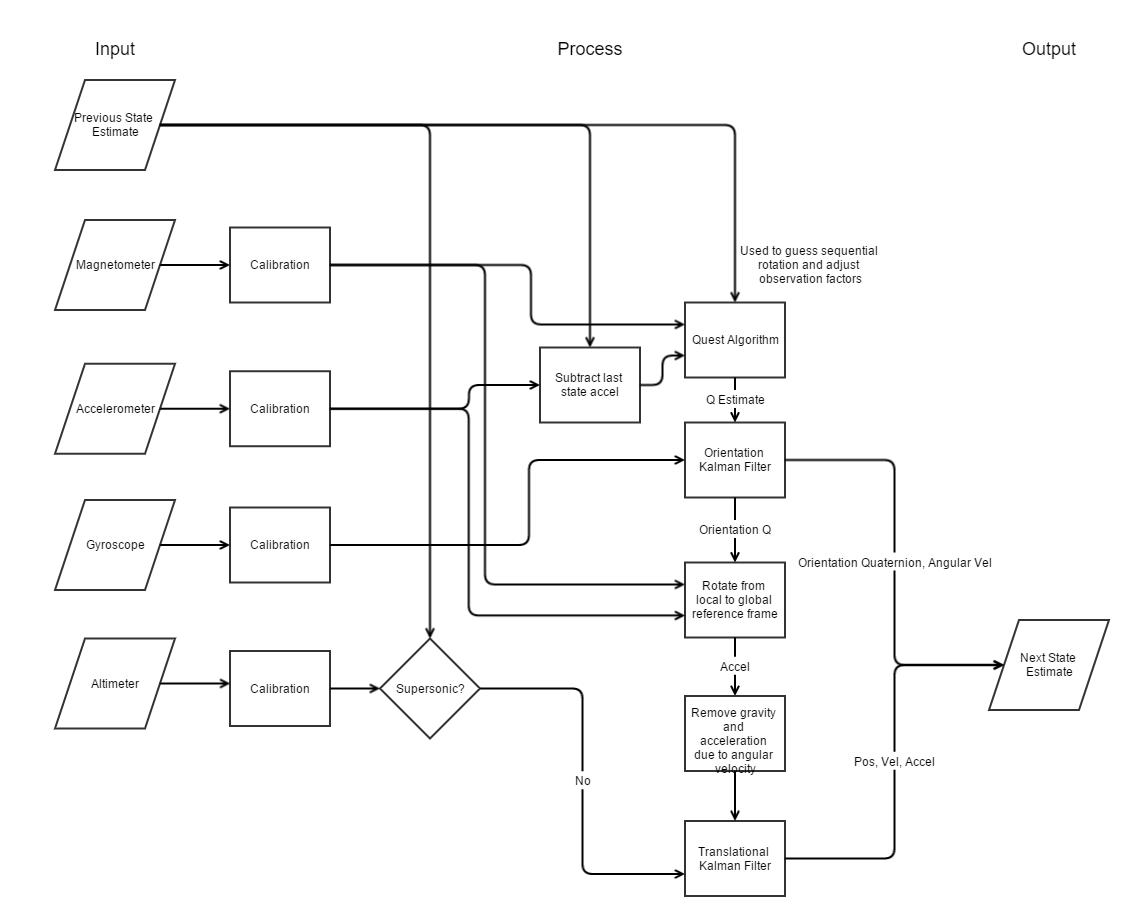 Input
Process
Output
Previous State
Estimate
Magnetometer
Calibration
Used to guess sequential
rotation and adjust
observation factors
Quest Algorithm
Accelerometer
Calibration
Subtract last
state accel
Q Estimate
Orientation
Kalman Filter
Gyroscope
Calibration
Orientation Q
Orientation Quaternion, Angular Vel
Rotate from
local to global
reference frame
Altimeter
Calibration
Supersonic?
Accel
Next State
Estimate
Remove gravity
and
acceleration
due to angular
velocity
No
Pos, Vel, Accel
Translational
Kalman Filter